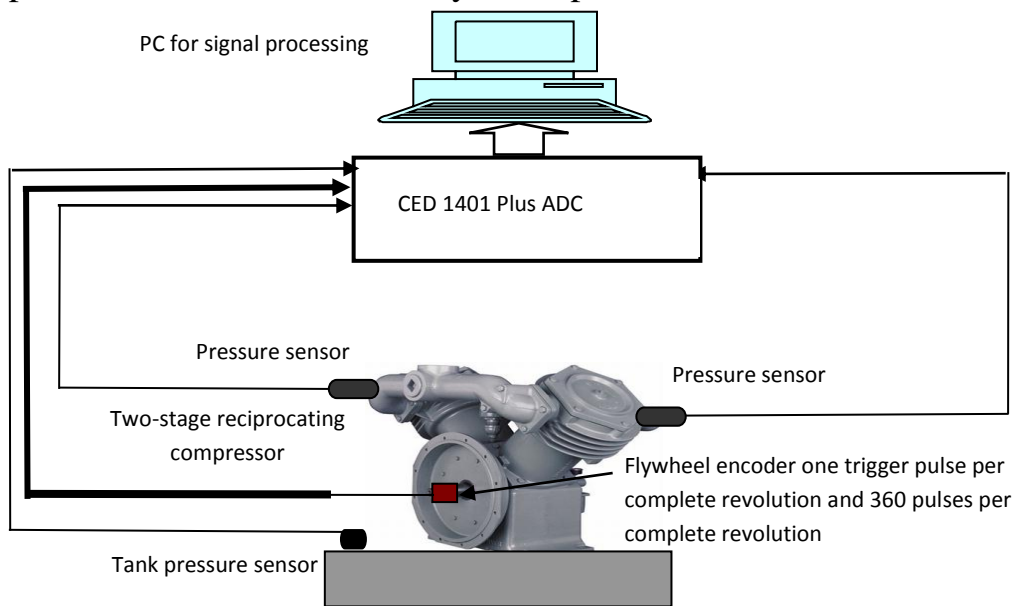 PC for signal processing
CED 1401 Plus ADC
Pressure sensor
Pressure sensor
Two-stage reciprocating
compressor
Flywheel encoder one trigger pulse per
complete revolution and 360 pulses per
complete revolution
Tank pressure sensor